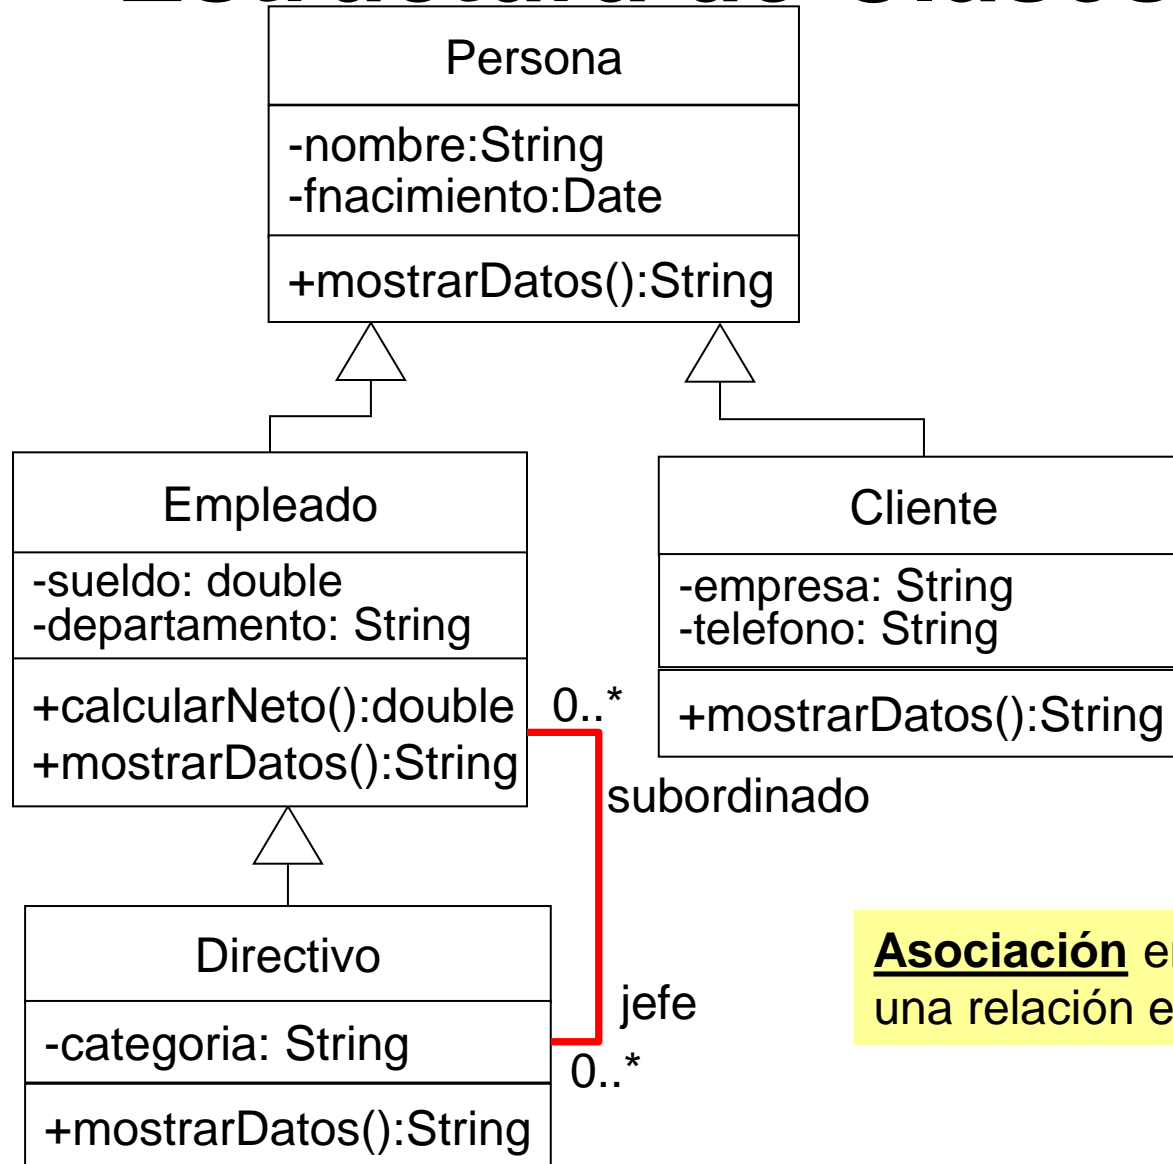 Persona
-nombre:String
-fnacimiento:Date
+mostrarDatos():String
Empleado
-sueldo: double
-departamento: String
+calcularNeto():double
+mostrarDatos():String
Cliente
-empresa: String
-telefono: String
+mostrarDatos():String
0..*
subordinado
Directivo
-categoria: String
+mostrarDatos():String
jefe
0..*
Asociación
una relación